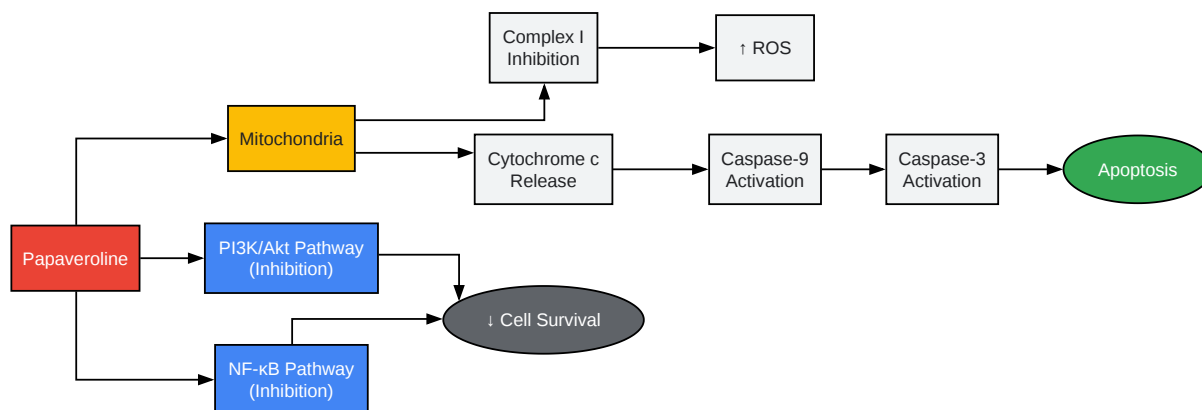 Complex I
Inhibition
↑ ROS
Mitochondria
Cytochrome c
Release
Caspase-9
Activation
Caspase-3
Activation
Apoptosis
Papaveroline
PI3K/Akt Pathway
(Inhibition)
↓ Cell Survival
NF-κB Pathway
(Inhibition)